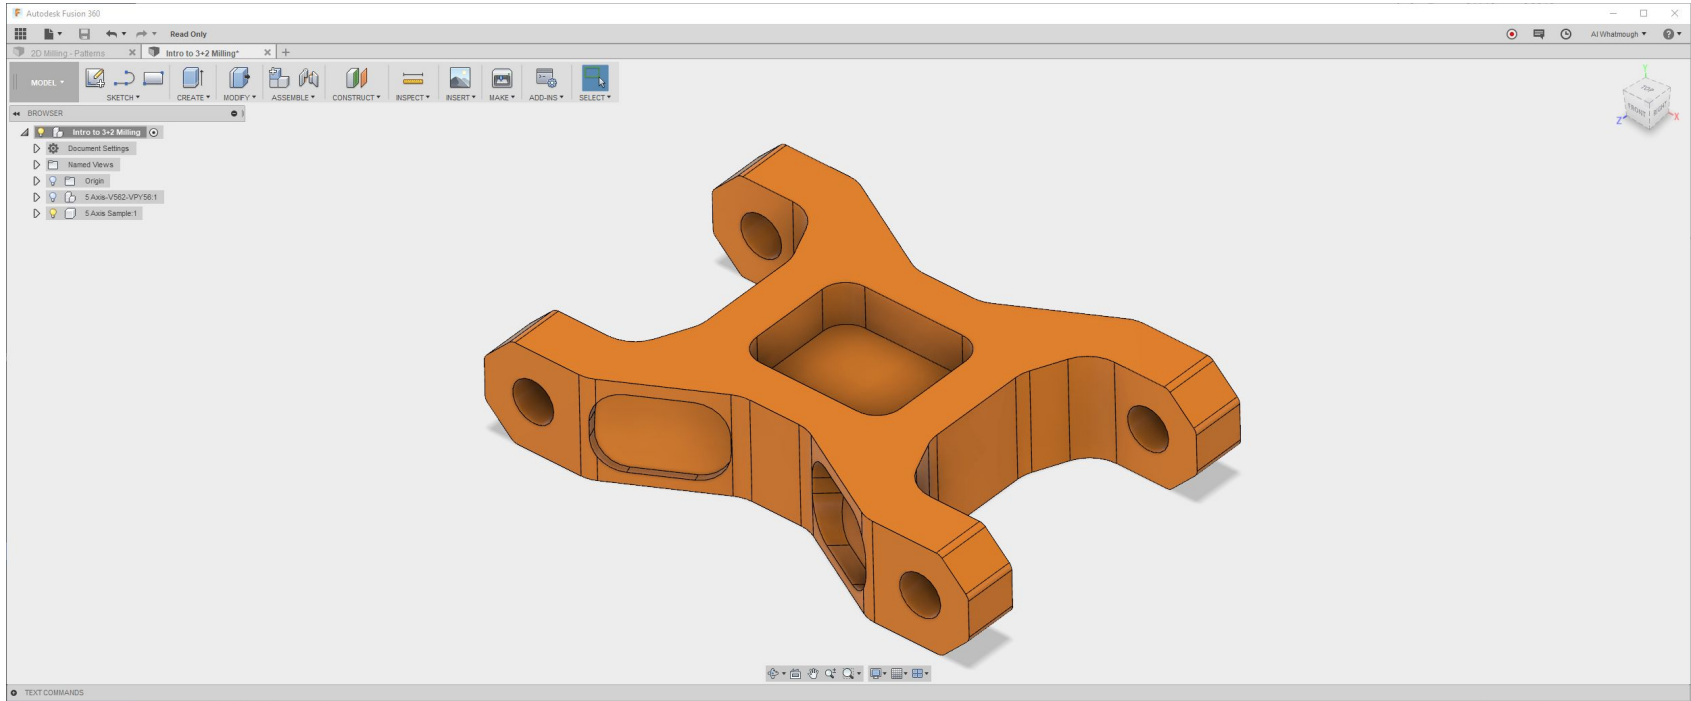 Autodesk Fusion 360
Read Only
Al Whatmough
2D Milling - Patterns
Intro to 3+2 Milling*
MODEL
SKETCH
CREATE
MODIFY
ASSEMBLE
CONSTRUCT
INSPECT
INSERT
MAKE
ADD-INS
SELECT
BROWSER
Intro to 3+2 Milling
Document Settings
Named Views
Origin
5 Axis-V562-VPY56:1
5 Axis Sample:1
Y
TOP
FRONT
RIGHT
Z
X
TEXT COMMANDS